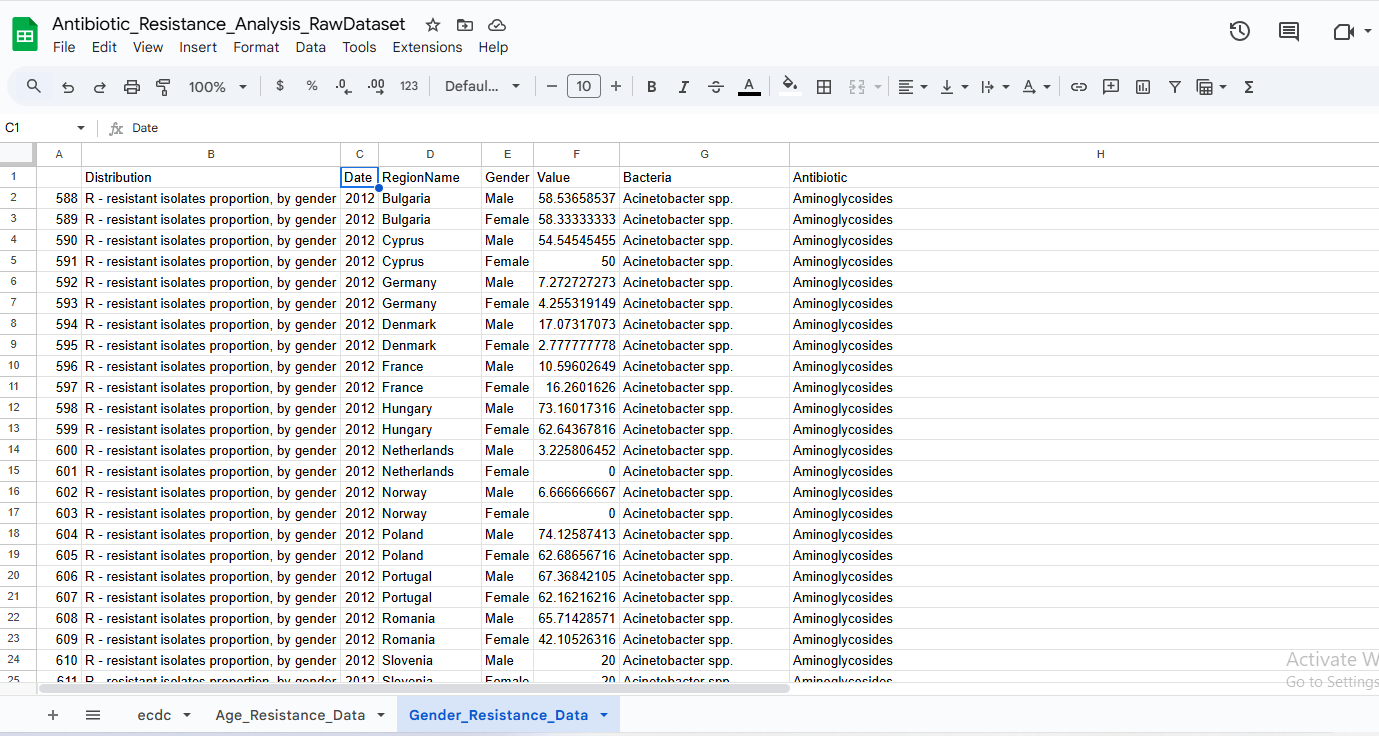 Antibiotic_Resistance_Analysis_RawDataset
File Edit View Insert Format Data Tools Extensions Help
100% $ % .0 .00 123 Defaul... − 10 + B I S A Σ
C1 fx Date
A B C D E F G H
1 Distribution Date RegionName Gender Value Bacteria Antibiotic
2 588 R - resistant isolates proportion, by gender 2012 Bulgaria Male 58.53658537 Acinetobacter spp. Aminoglycosides
3 589 R - resistant isolates proportion, by gender 2012 Bulgaria Female 58.33333333 Acinetobacter spp. Aminoglycosides
4 590 R - resistant isolates proportion, by gender 2012 Cyprus Male 54.54545455 Acinetobacter spp. Aminoglycosides
5 591 R - resistant isolates proportion, by gender 2012 Cyprus Female 50 Acinetobacter spp. Aminoglycosides
6 592 R - resistant isolates proportion, by gender 2012 Germany Male 7.272727273 Acinetobacter spp. Aminoglycosides
7 593 R - resistant isolates proportion, by gender 2012 Germany Female 4.255319149 Acinetobacter spp. Aminoglycosides
8 594 R - resistant isolates proportion, by gender 2012 Denmark Male 17.07317073 Acinetobacter spp. Aminoglycosides
9 595 R - resistant isolates proportion, by gender 2012 Denmark Female 2.777777778 Acinetobacter spp. Aminoglycosides
10 596 R - resistant isolates proportion, by gender 2012 France Male 10.59602649 Acinetobacter spp. Aminoglycosides
11 597 R - resistant isolates proportion, by gender 2012 France Female 16.2601626 Acinetobacter spp. Aminoglycosides
12 598 R - resistant isolates proportion, by gender 2012 Hungary Male 73.16017316 Acinetobacter spp. Aminoglycosides
13 599 R - resistant isolates proportion, by gender 2012 Hungary Female 62.64367816 Acinetobacter spp. Aminoglycosides
14 600 R - resistant isolates proportion, by gender 2012 Netherlands Male 3.225806452 Acinetobacter spp. Aminoglycosides
15 601 R - resistant isolates proportion, by gender 2012 Netherlands Female 0 Acinetobacter spp. Aminoglycosides
16 602 R - resistant isolates proportion, by gender 2012 Norway Male 6.666666667 Acinetobacter spp. Aminoglycosides
17 603 R - resistant isolates proportion, by gender 2012 Norway Female 0 Acinetobacter spp. Aminoglycosides
18 604 R - resistant isolates proportion, by gender 2012 Poland Male 74.12587413 Acinetobacter spp. Aminoglycosides
19 605 R - resistant isolates proportion, by gender 2012 Poland Female 62.68656716 Acinetobacter spp. Aminoglycosides
20 606 R - resistant isolates proportion, by gender 2012 Portugal Male 67.36842105 Acinetobacter spp. Aminoglycosides
21 607 R - resistant isolates proportion, by gender 2012 Portugal Female 62.16216216 Acinetobacter spp. Aminoglycosides
22 608 R - resistant isolates proportion, by gender 2012 Romania Male 65.71428571 Acinetobacter spp. Aminoglycosides
23 609 R - resistant isolates proportion, by gender 2012 Romania Female 42.10526316 Acinetobacter spp. Aminoglycosides
24 610 R - resistant isolates proportion, by gender 2012 Slovenia Male 20 Acinetobacter spp. Aminoglycosides
25 611 R - resistant isolates proportion, by gender 2012 Slovenia Female 20 Acinetobacter spp. Aminoglycosides
Activate W
Go to Settings
+ ecdc Age_Resistance_Data Gender_Resistance_Data